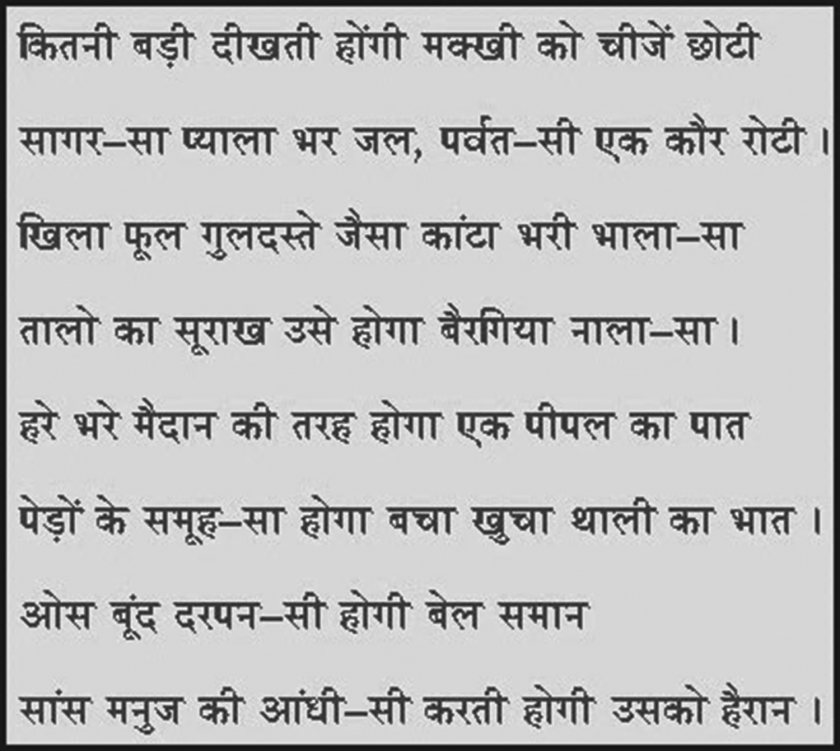 कितनी बड़ी दीखती होंगी मक्खी को चीजें छोटी
सागर–सा प्याला भर जल, पर्वत–सी एक कौर रोटी ।
खिला फूल गुलदस्ते जैसा कांटा भरी भाला–सा
तालो का सूराख उसे होगा बैरगिया नाला–सा ।
हरे भरे मैदान की तरह होगा एक पीपल का पात
पेड़ों के समूह–सा होगा बचा खुचा थाली का भात ।
ओस बूंद दरपन–सी होगी बेल समान
सांस मनुज की आंधी–सी करती होगी उसको हैरान ।